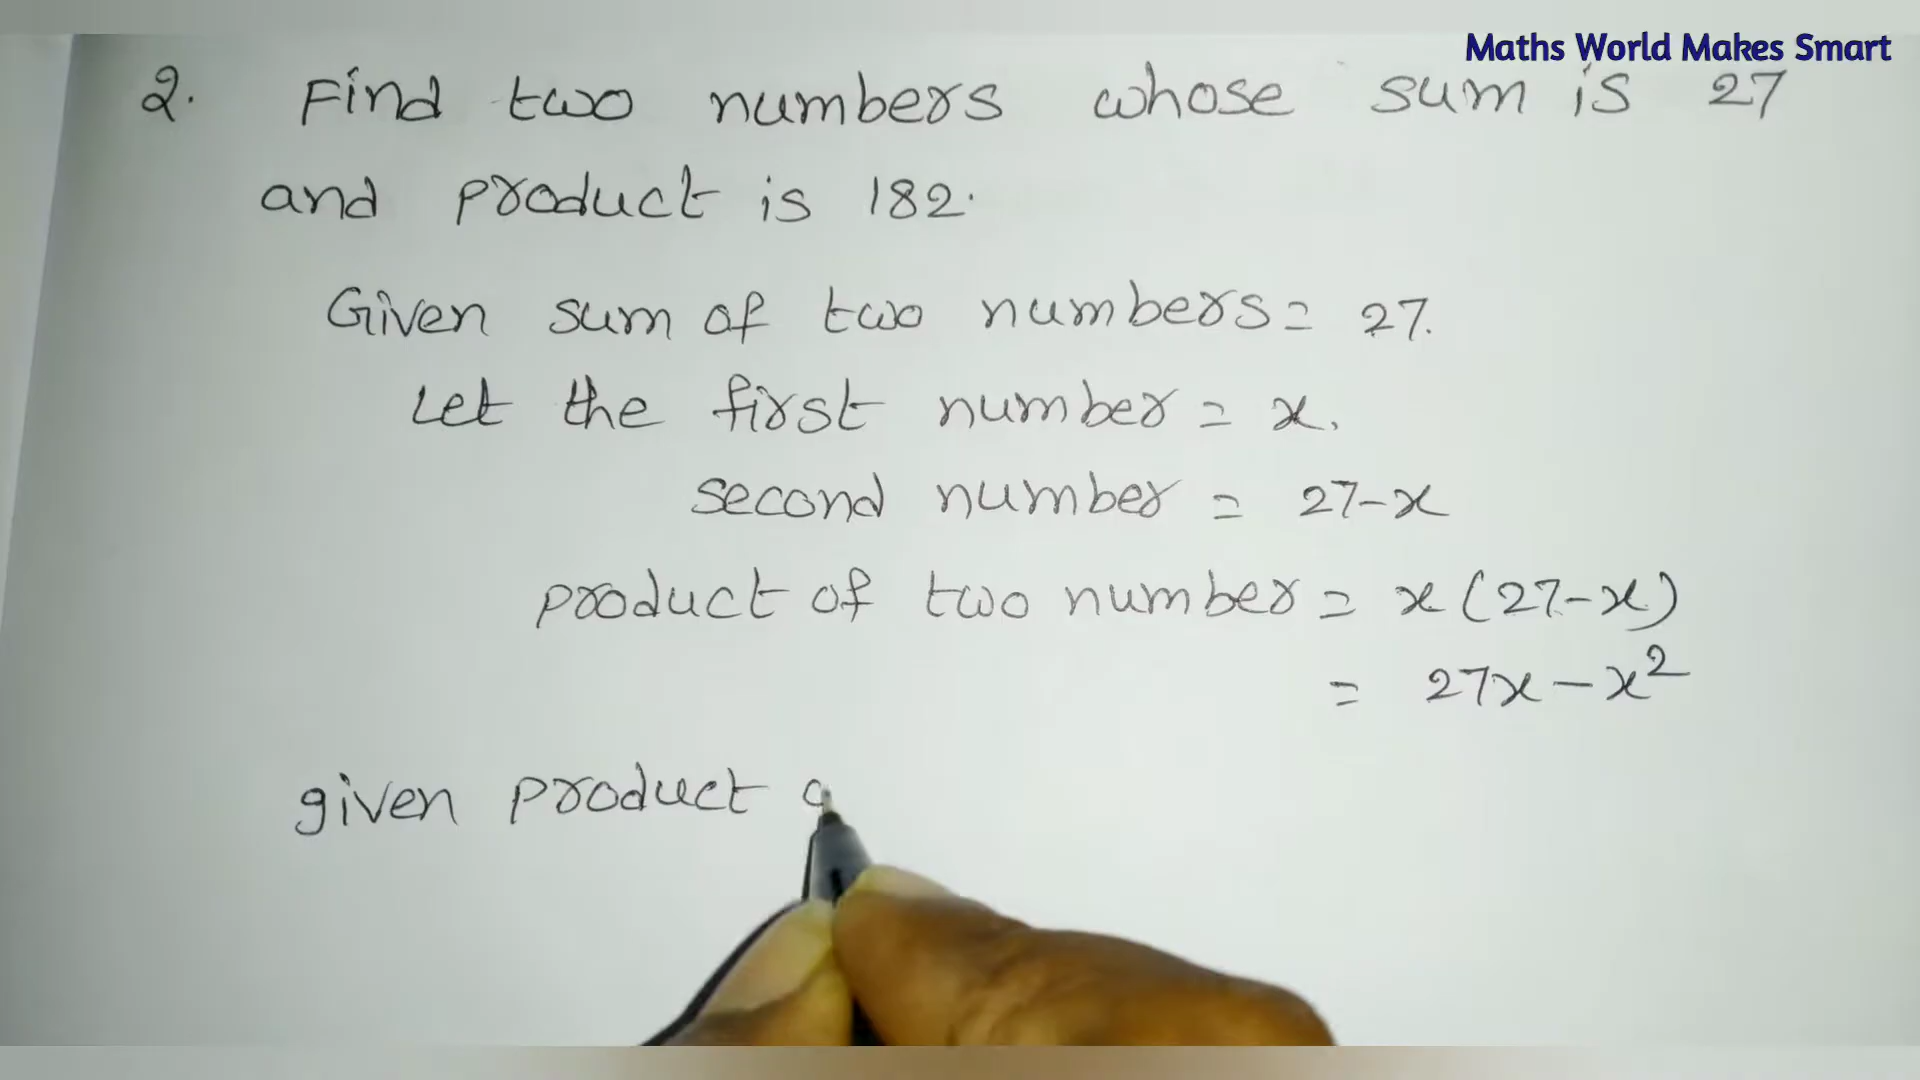 Maths World Makes Smart
2. Find two numbers whose sum is 27
and product is 182.
Given sum of two numbers = 27.
Let the first number = x.
second number = 27-x
product of two number = x(27-x)
= 27x - x²
given product